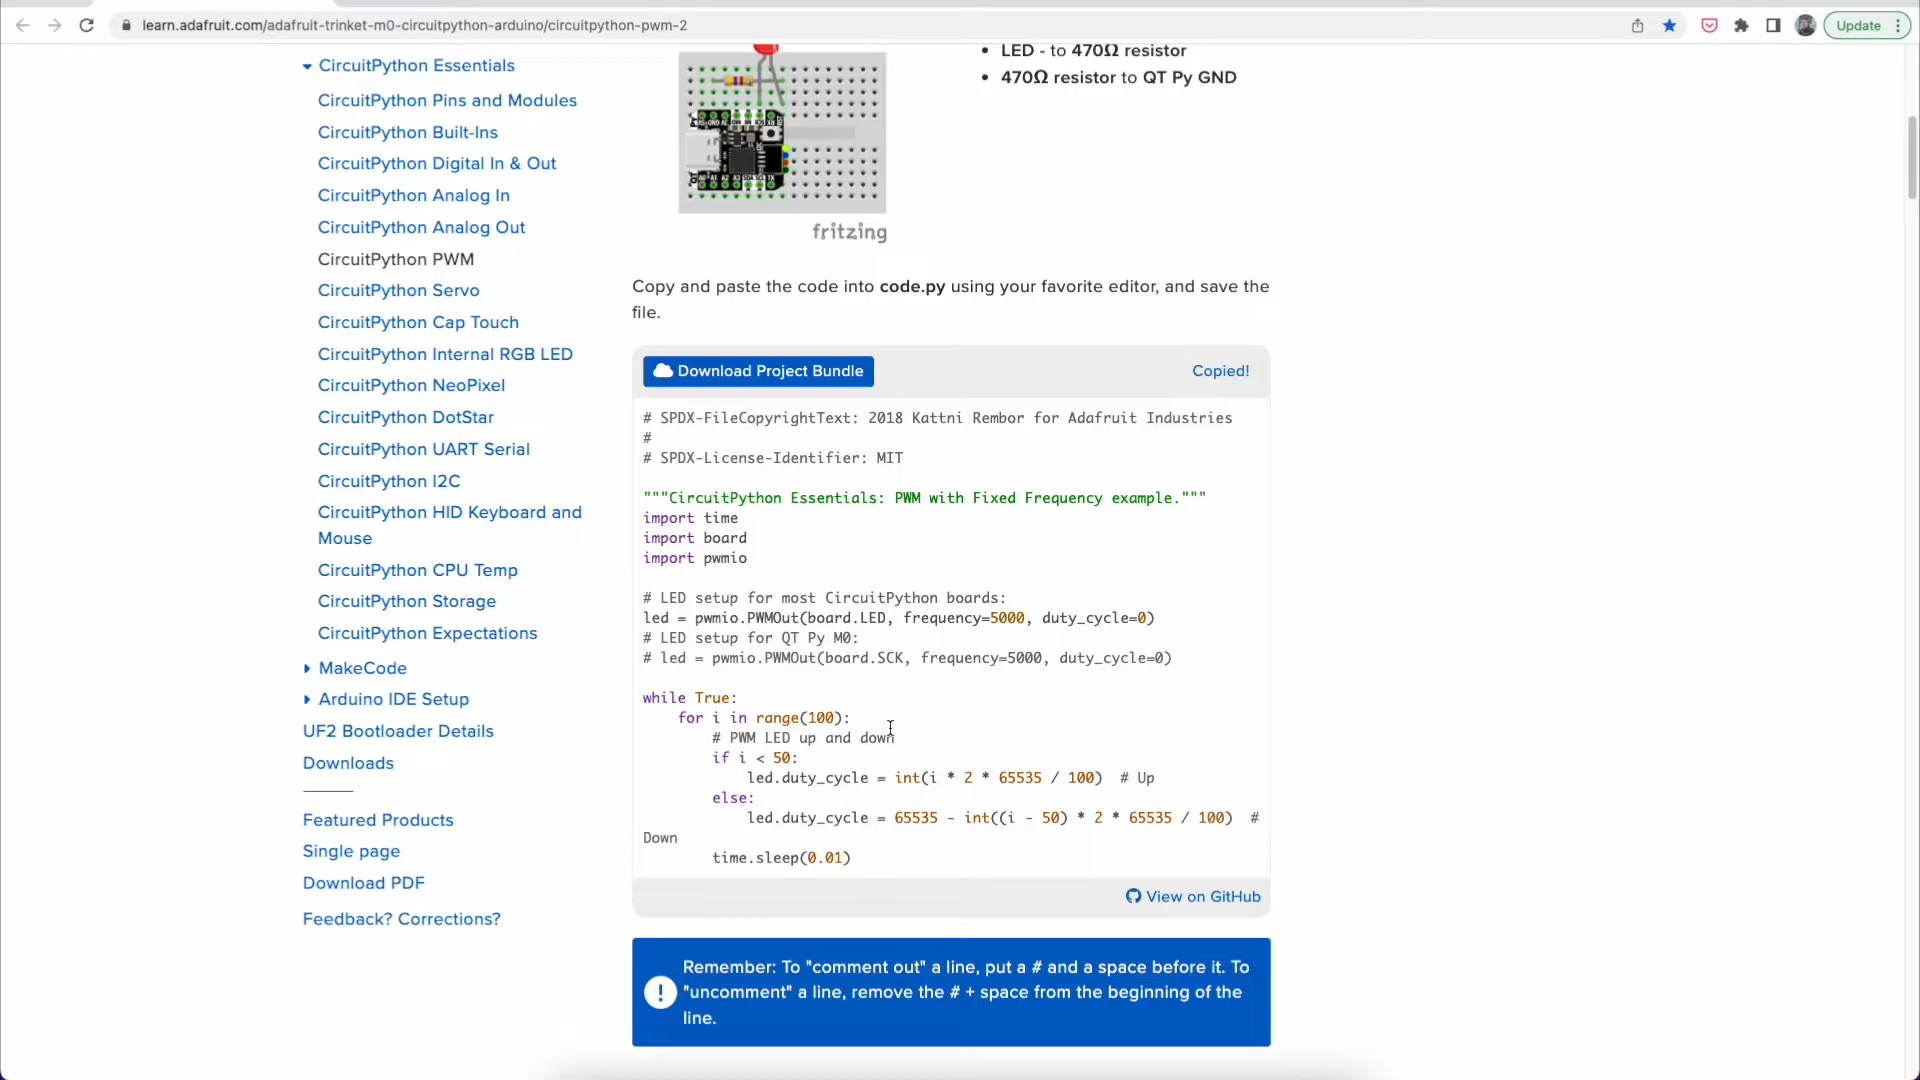 learn.adafruit.com/adafruit-trinket-m0-circuitpython-arduino/circuitpython-pwm-2
Update
CircuitPython Essentials
CircuitPython Pins and Modules
CircuitPython Built-Ins
CircuitPython Digital In & Out
CircuitPython Analog In
CircuitPython Analog Out
CircuitPython PWM
CircuitPython Servo
CircuitPython Cap Touch
CircuitPython Internal RGB LED
CircuitPython NeoPixel
CircuitPython DotStar
CircuitPython UART Serial
CircuitPython I2C
CircuitPython HID Keyboard and
Mouse
CircuitPython CPU Temp
CircuitPython Storage
CircuitPython Expectations
MakeCode
Arduino IDE Setup
UF2 Bootloader Details
Downloads
Featured Products
Single page
Download PDF
Feedback? Corrections?
fritzing
• LED - to 470Ω resistor
• 470Ω resistor to QT Py GND
Copy and paste the code into code.py using your favorite editor, and save the
file.
Download Project Bundle
Copied!
# SPDX-FileCopyrightText: 2018 Kattni Rembor for Adafruit Industries
#
# SPDX-License-Identifier: MIT
"""CircuitPython Essentials: PWM with Fixed Frequency example."""
import time
import board
import pwmio
# LED setup for most CircuitPython boards:
led = pwmio.PWMOut(board.LED, frequency=5000, duty_cycle=0)
# LED setup for QT Py M0:
# led = pwmio.PWMOut(board.SCK, frequency=5000, duty_cycle=0)
while True:
for i in range(100):
# PWM LED up and down
if i < 50:
led.duty_cycle = int(i * 2 * 65535 / 100)  # Up
else:
led.duty_cycle = 65535 - int((i - 50) * 2 * 65535 / 100)  #
Down
time.sleep(0.01)
View on GitHub
Remember: To "comment out" a line, put a # and a space before it. To
"uncomment" a line, remove the # + space from the beginning of the
line.